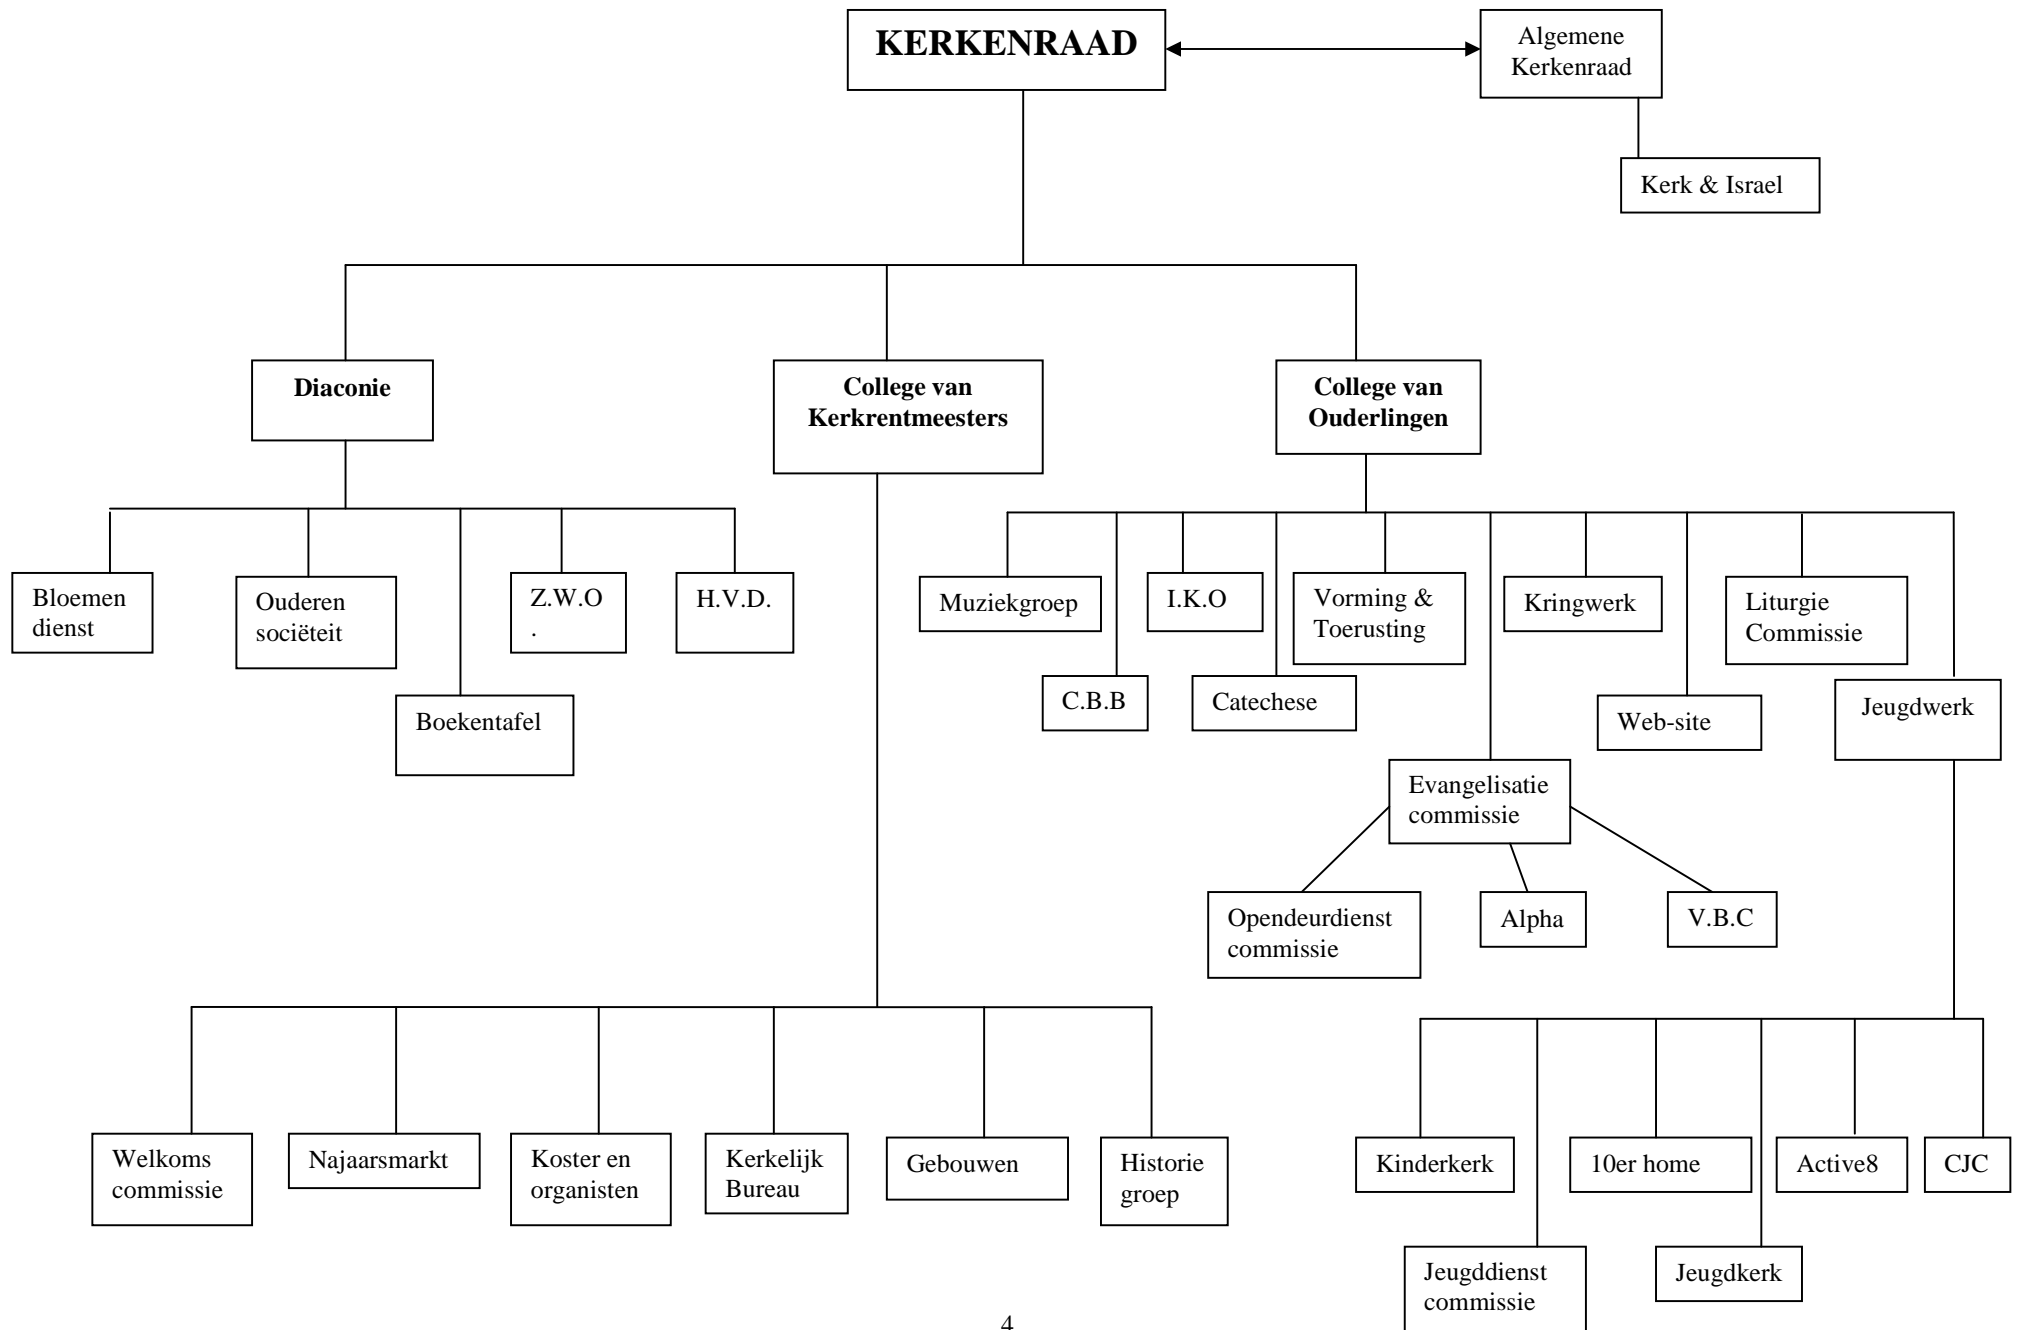 KERKENRAAD
Algemene
Kerkenraad
Kerk & Israel
Diaconie
College van
Kerkrentmeesters
College van
Ouderlingen
Bloemen
dienst
Ouderen
sociëteit
Boekentafel
Z.W.O
.
H.V.D.
Muziekgroep
C.B.B
I.K.O
Catechese
Vorming &
Toerusting
Evangelisatie
commissie
Kringwerk
Web-site
Liturgie
Commissie
Jeugdwerk
Opendeurdienst
commissie
Alpha
V.B.C
Welkoms
commissie
Najaarsmarkt
Koster en
organisten
Kerkelijk
Bureau
Gebouwen
Historie
groep
Kinderkerk
Jeugddienst
commissie
10er home
Jeugdkerk
Active8
CJC
4